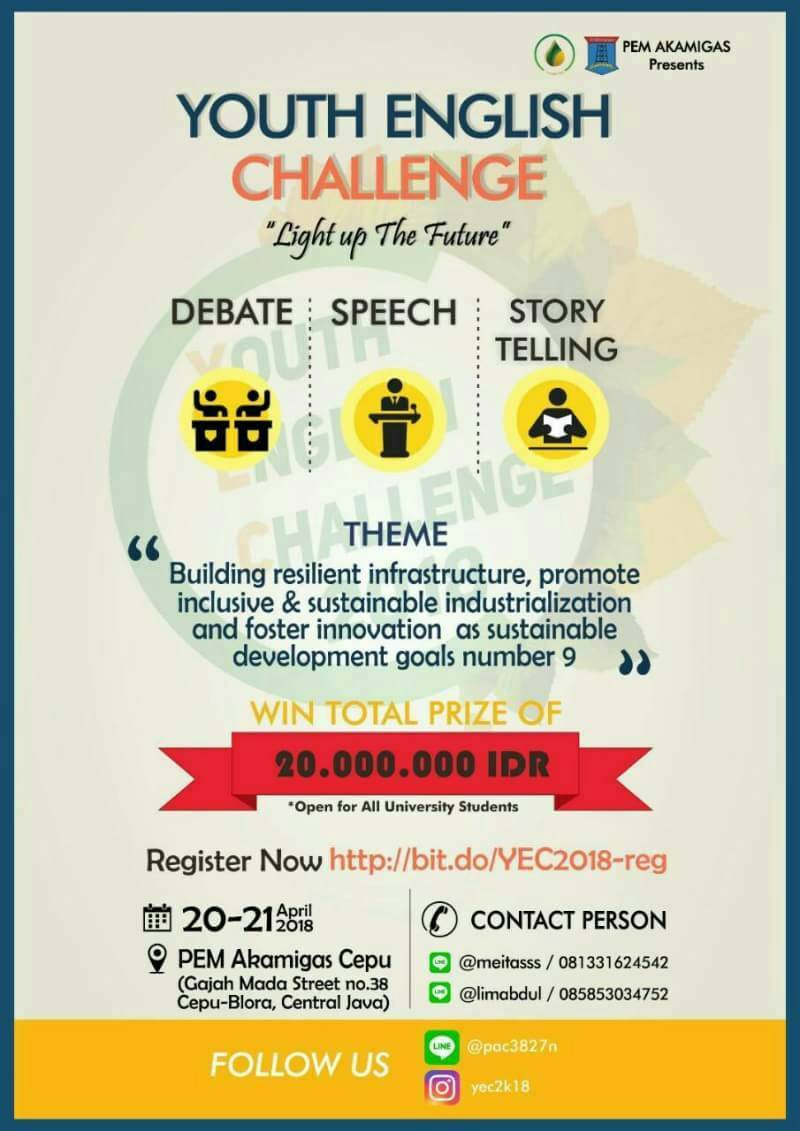 PEM AKAMIGAS
Presents
YOUTH ENGLISH
CHALLENGE
"Light up The Future"
DEBATE
SPEECH
STORY
TELLING
YOUTH
ENGLISH
CHALLENGE
2018
THEME
“ Building resilient infrastructure, promote
inclusive & sustainable industrialization
and foster innovation as sustainable
development goals number 9 ”
WIN TOTAL PRIZE OF
20.000.000 IDR
*Open for All University Students
Register Now http://bit.do/YEC2018-reg
20-21 April 2018
PEM Akamigas Cepu
(Gajah Mada Street no.38
Cepu-Blora, Central Java)
CONTACT PERSON
LINE @meitasss / 081331624542
LINE @limabdul / 085853034752
FOLLOW US
LINE @pac3827n
yec2k18